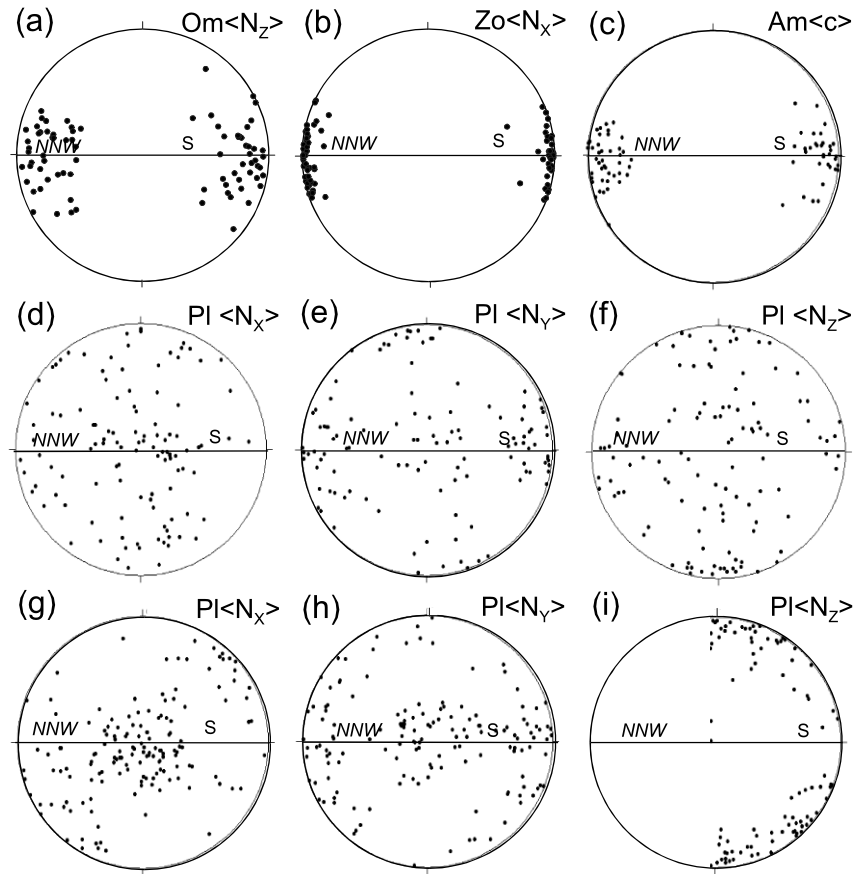 (a) Om<N_Z>
(b) Zo<N_X>
(c) Am<c>
NNW S
NNW S
NNW S
(d) Pl <N_X>
(e) Pl <N_Y>
(f) Pl <N_Z>
NNW S
NNW S
NNW S
(g) Pl<N_X>
(h) Pl<N_Y>
(i) Pl<N_Z>
NNW S
NNW S
NNW S